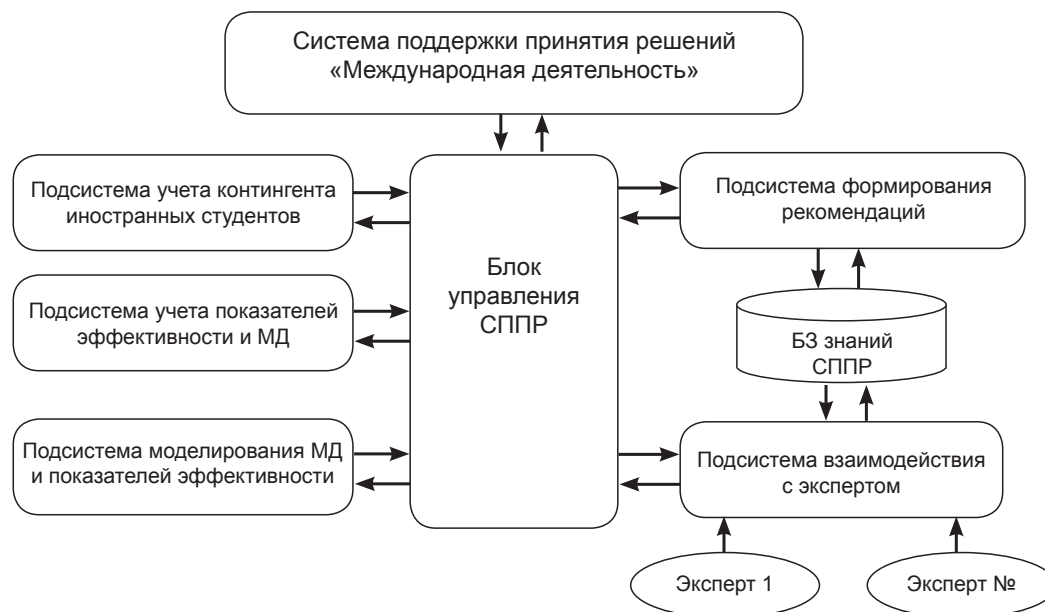 Система поддержки принятия решений
«Международная деятельность»
Подсистема учета контингента
иностранных студентов
Подсистема учета показателей
эффективности и МД
Подсистема моделирования МД
и показателей эффективности
Блок
управления
СППР
Подсистема формирования
рекомендаций
БЗ знаний
СППР
Подсистема взаимодействия
с экспертом
Эксперт 1
Эксперт №